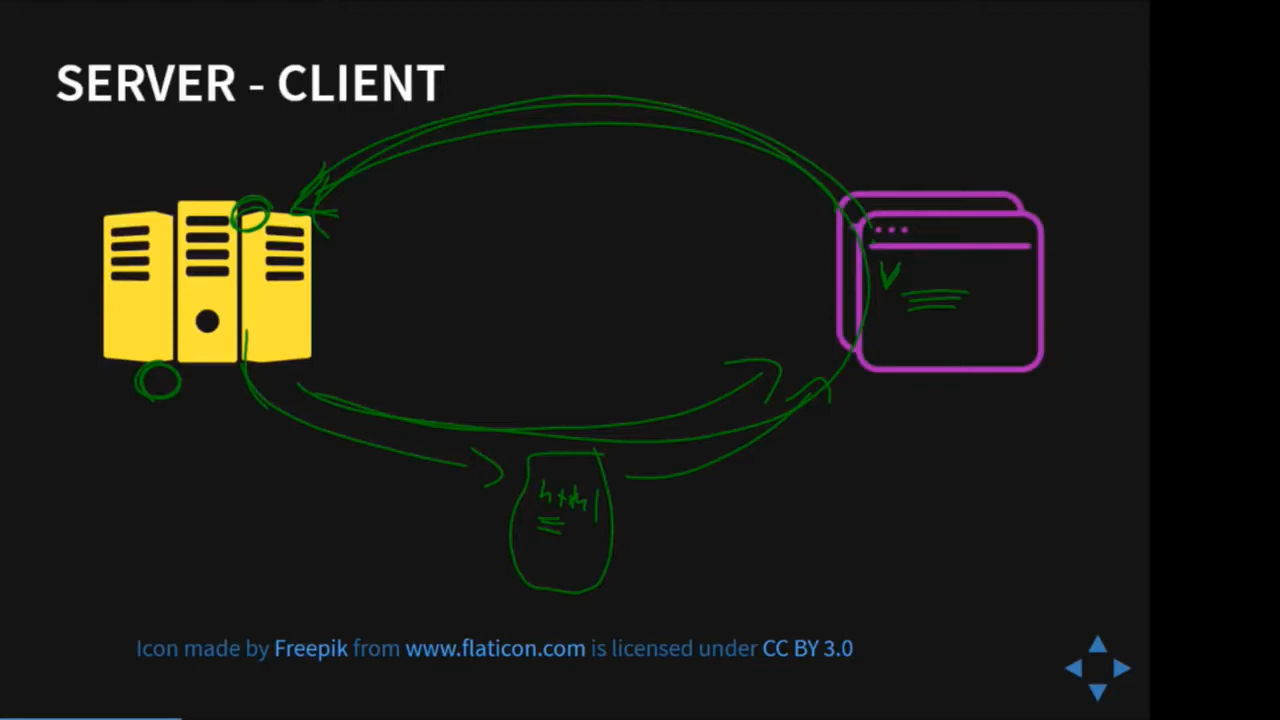 SERVER - CLIENT
html
Icon made by Freepik from www.flaticon.com is licensed under CC BY 3.0